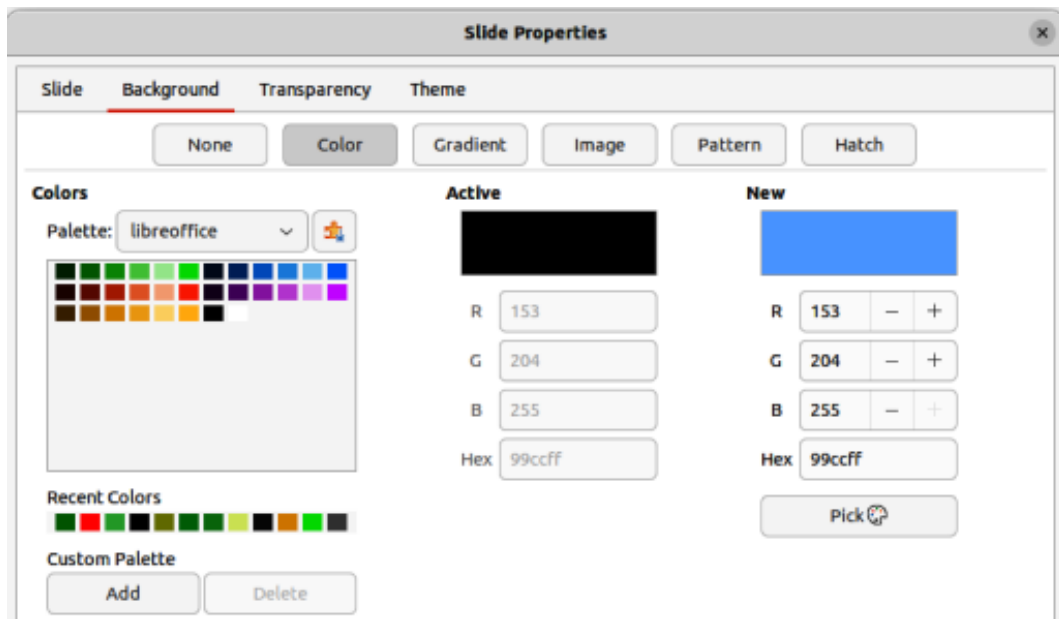 Slide Properties
Slide Background Transparency Theme
None Color Gradient Image Pattern Hatch
Colors Active New
Palette: libreoffice
R 153 R 153 − +
G 204 G 204 − +
B 255 B 255 − +
Hex 99ccff Hex 99ccff
Recent Colors
Pick
Custom Palette
Add Delete